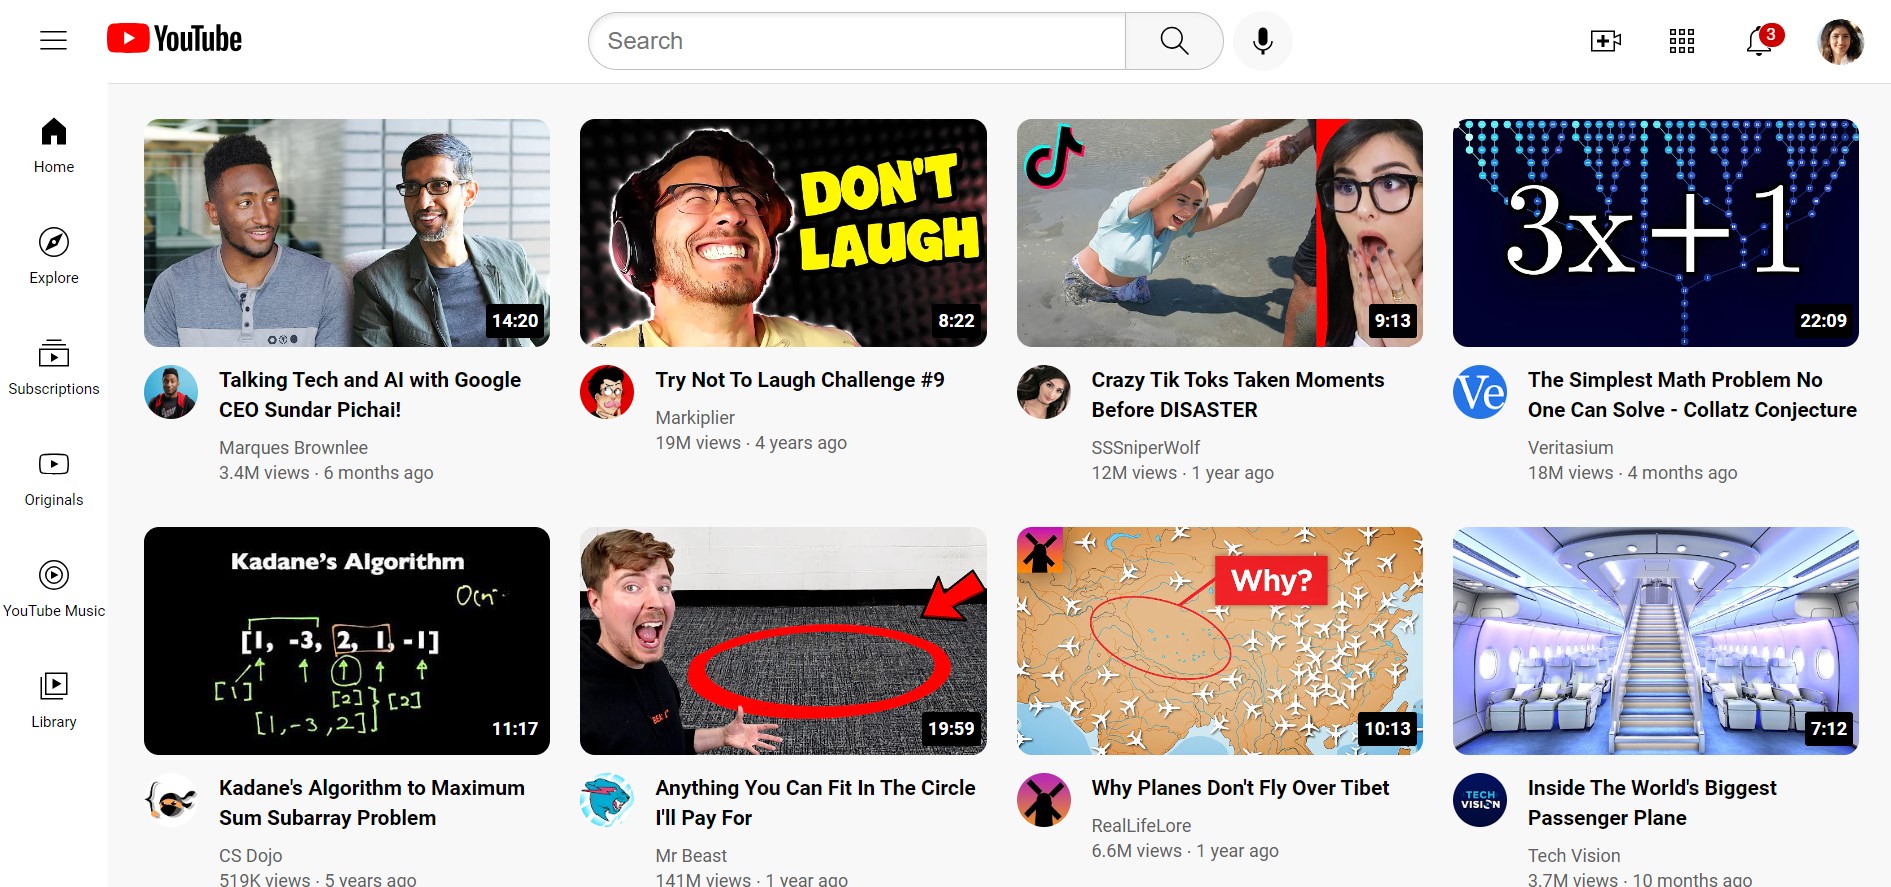 YouTube
Search
3
Home
Explore
Subscriptions
Originals
YouTube Music
Library
14:20
Talking Tech and AI with Google
CEO Sundar Pichai!
Marques Brownlee
3.4M views · 6 months ago
DON'T
LAUGH
8:22
Try Not To Laugh Challenge #9
Markiplier
19M views · 4 years ago
9:13
Crazy Tik Toks Taken Moments
Before DISASTER
SSSniperWolf
12M views · 1 year ago
3x+1
22:09
Ve
The Simplest Math Problem No
One Can Solve - Collatz Conjecture
Veritasium
18M views · 4 months ago
Kadane's Algorithm
[1, -3, 2, 1, -1]
[1] [2] [2]
[1,-3,2]
11:17
Kadane's Algorithm to Maximum
Sum Subarray Problem
CS Dojo
519K views · 5 years ago
19:59
Anything You Can Fit In The Circle
I'll Pay For
Mr Beast
141M views · 1 year ago
Why?
10:13
Why Planes Don't Fly Over Tibet
RealLifeLore
6.6M views · 1 year ago
7:12
TECH
VISION
Inside The World's Biggest
Passenger Plane
Tech Vision
3.7M views · 10 months ago